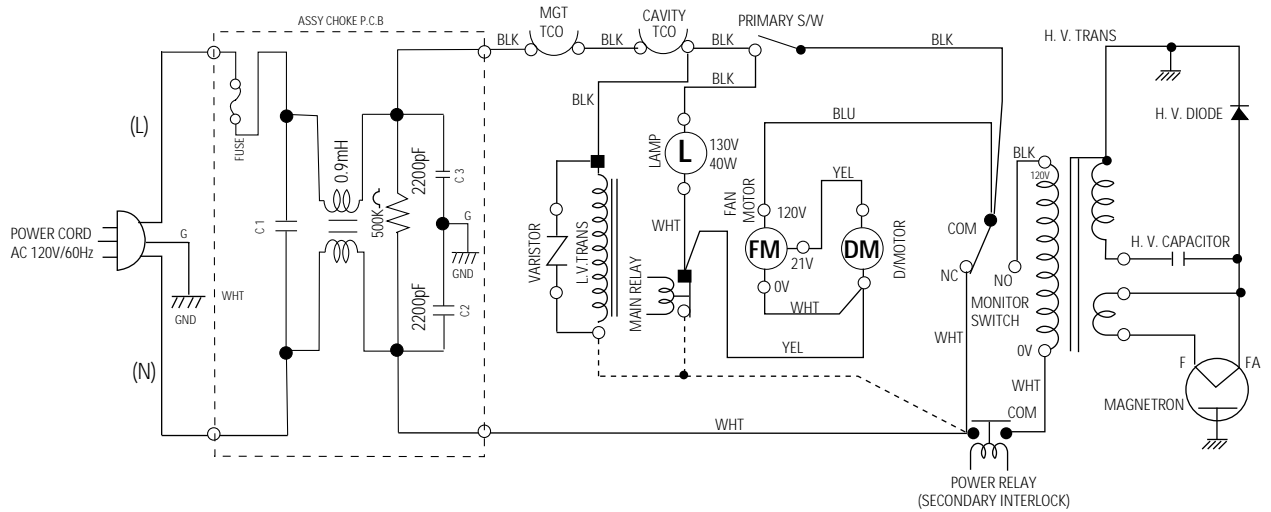 ASSY CHOKE P.C.B
MGT
TCO
CAVITY
TCO
PRIMARY S/W
BLK
BLK
BLK
BLK
H. V. TRANS
BLK
BLK
(L)
FUSE
0.9mH
500K
2200pF
C 3
C 1
G
GND
2200pF
C2
POWER CORD
AC 120V/60Hz
G
GND
WHT
(N)
VARISTOR
L.V.TRANS
LAMP
L
130V
40W
WHT
MAIN RELAY
BLU
YEL
FAN
MOTOR
120V
FM
21V
0V
DM
D/MOTOR
WHT
YEL
COM
NC
NO
MONITOR
SWITCH
WHT
BLK
120V
0V
WHT
COM
H. V. DIODE
H. V. CAPACITOR
F
FA
MAGNETRON
WHT
POWER RELAY
(SECONDARY INTERLOCK)